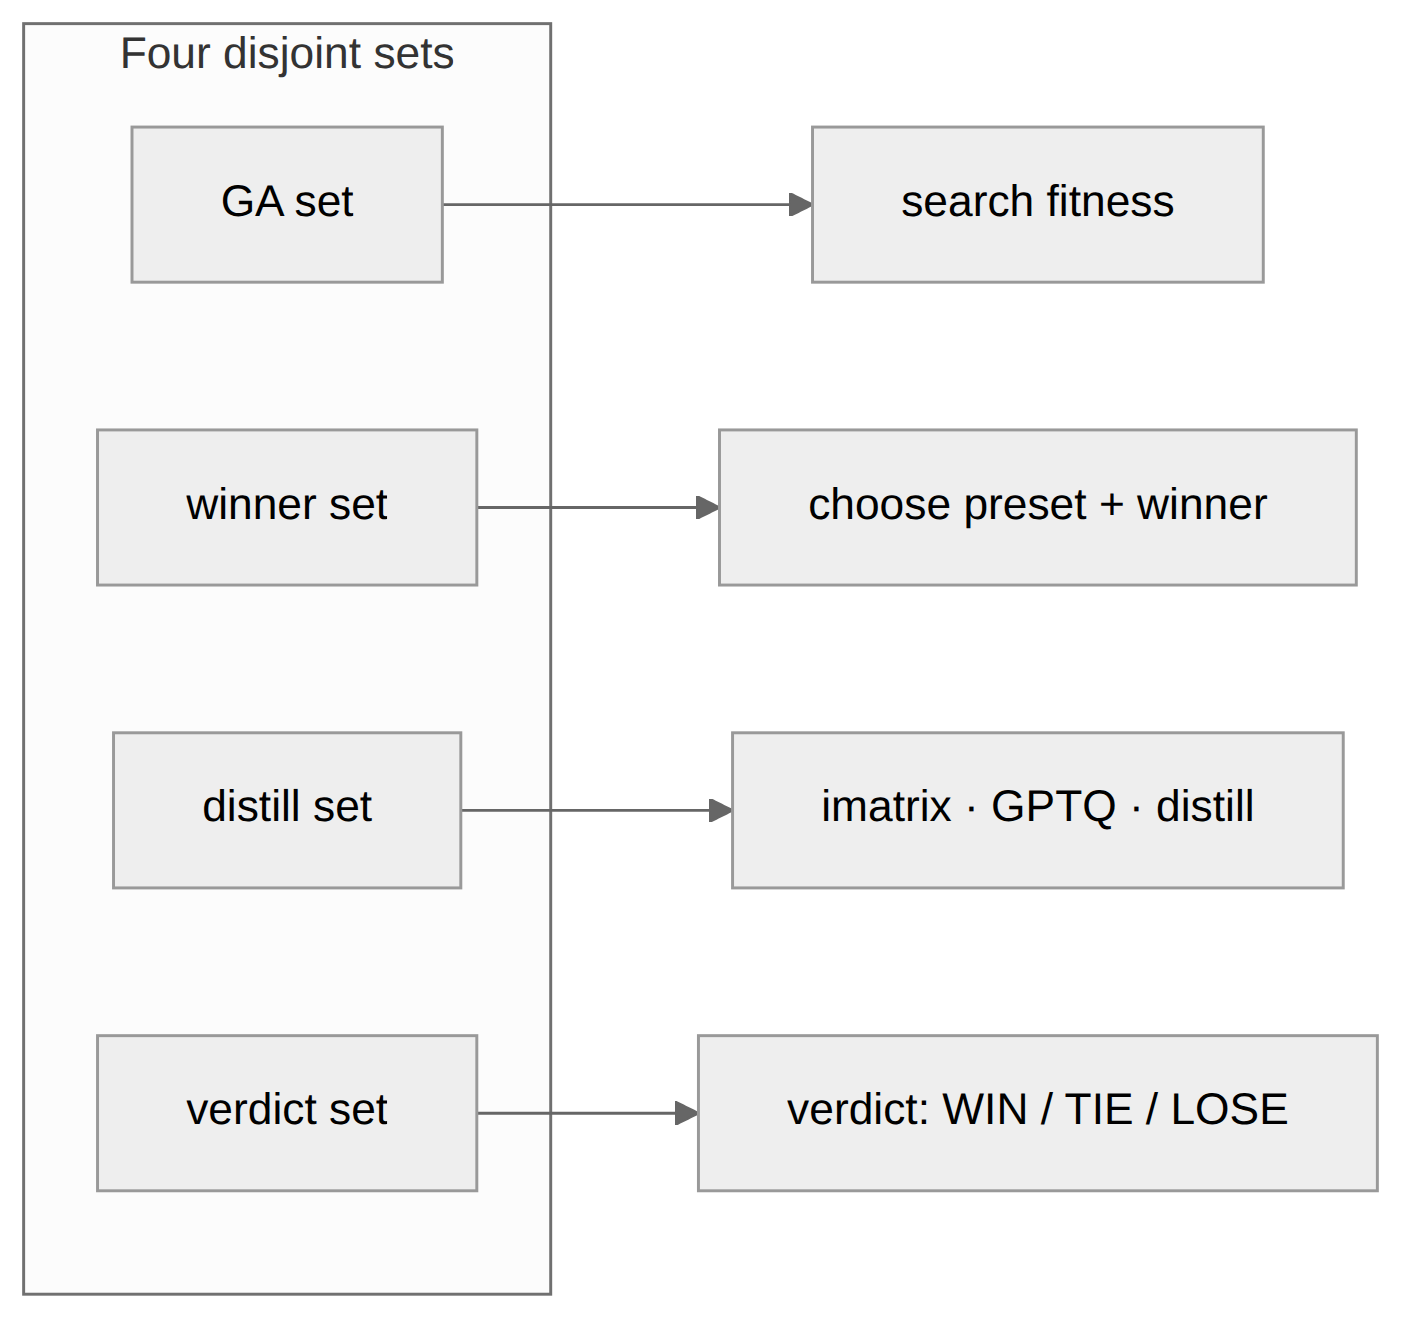 Four disjoint sets
GA set
search fitness
winner set
choose preset + winner
distill set
imatrix · GPTQ · distill
verdict set
verdict: WIN / TIE / LOSE